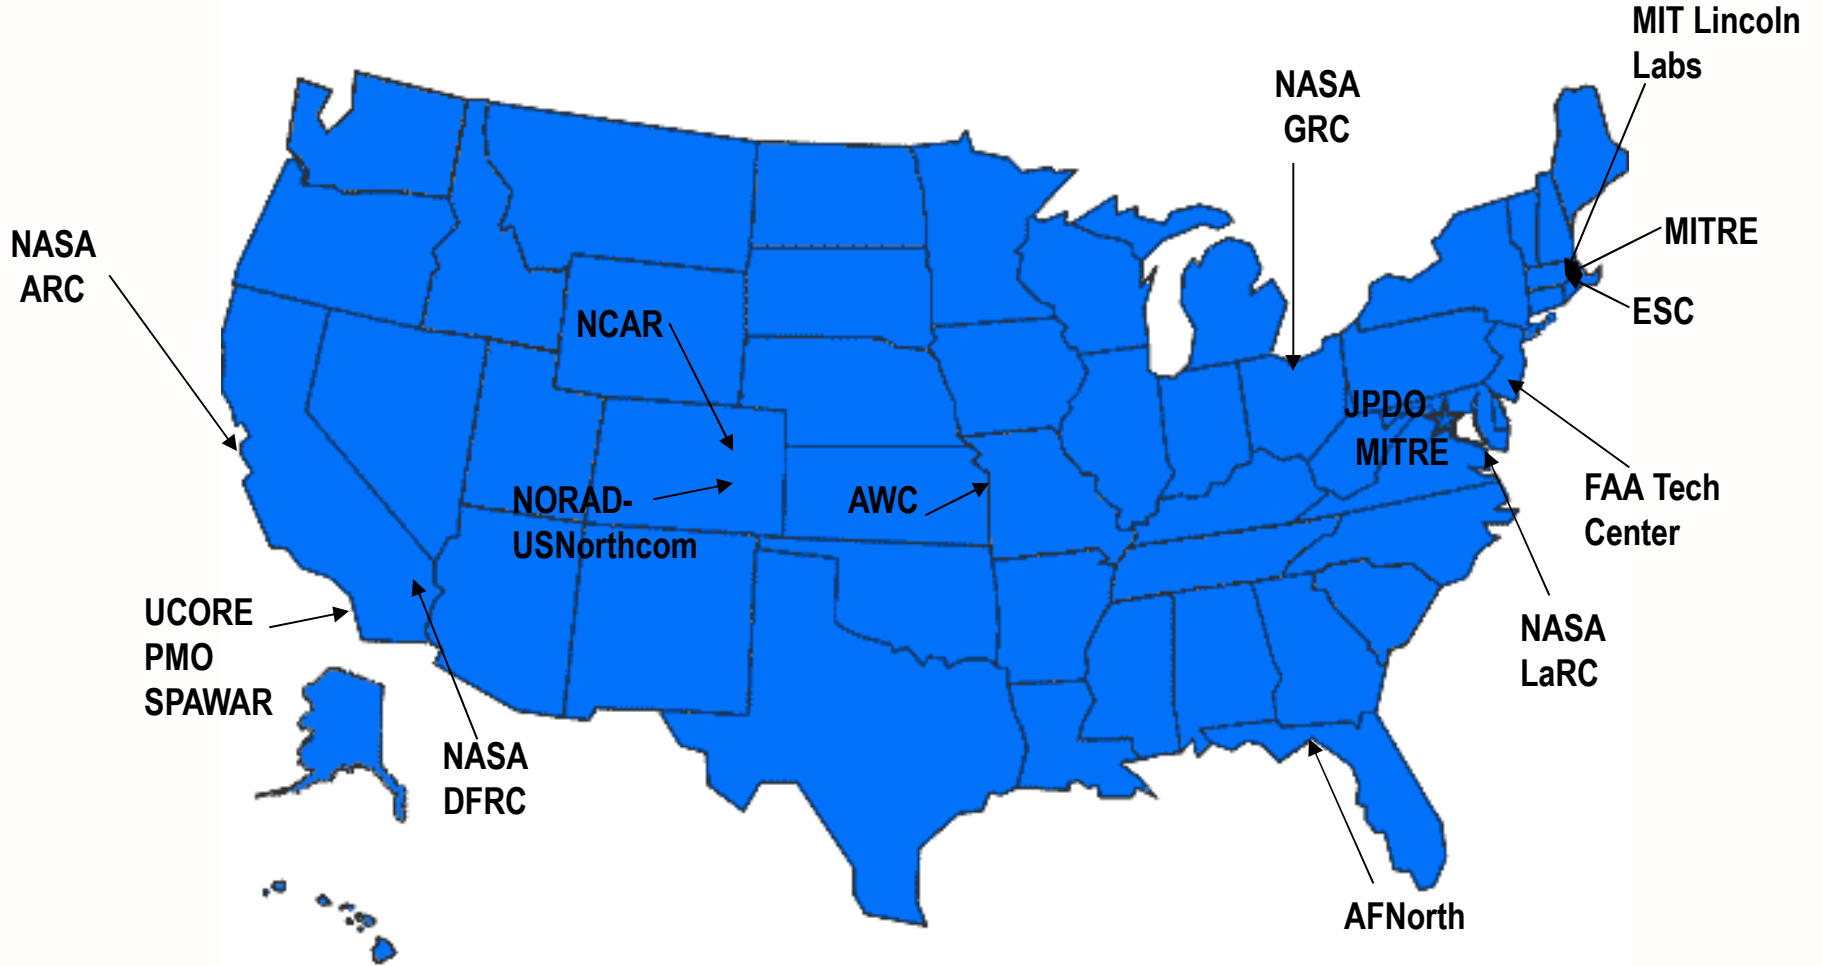 MIT Lincoln
Labs
NASA
GRC
MITRE
NASA
ARC
ESC
NCAR
JPDO
MITRE
NORAD-
USNorthcom
AWC
FAA Tech
Center
UCORE
PMO
SPAWAR
NASA
LaRC
NASA
DFRC
AFNorth